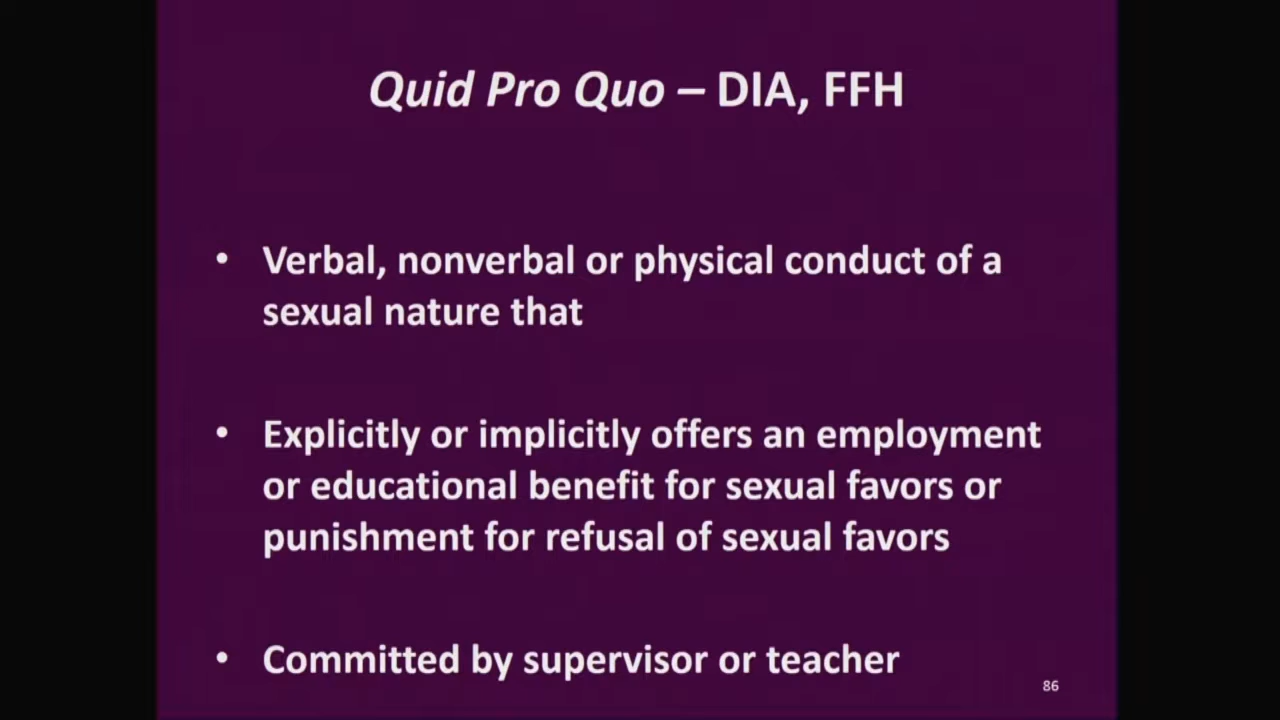 Quid Pro Quo – DIA, FFH
• Verbal, nonverbal or physical conduct of a
sexual nature that
• Explicitly or implicitly offers an employment
or educational benefit for sexual favors or
punishment for refusal of sexual favors
• Committed by supervisor or teacher
86